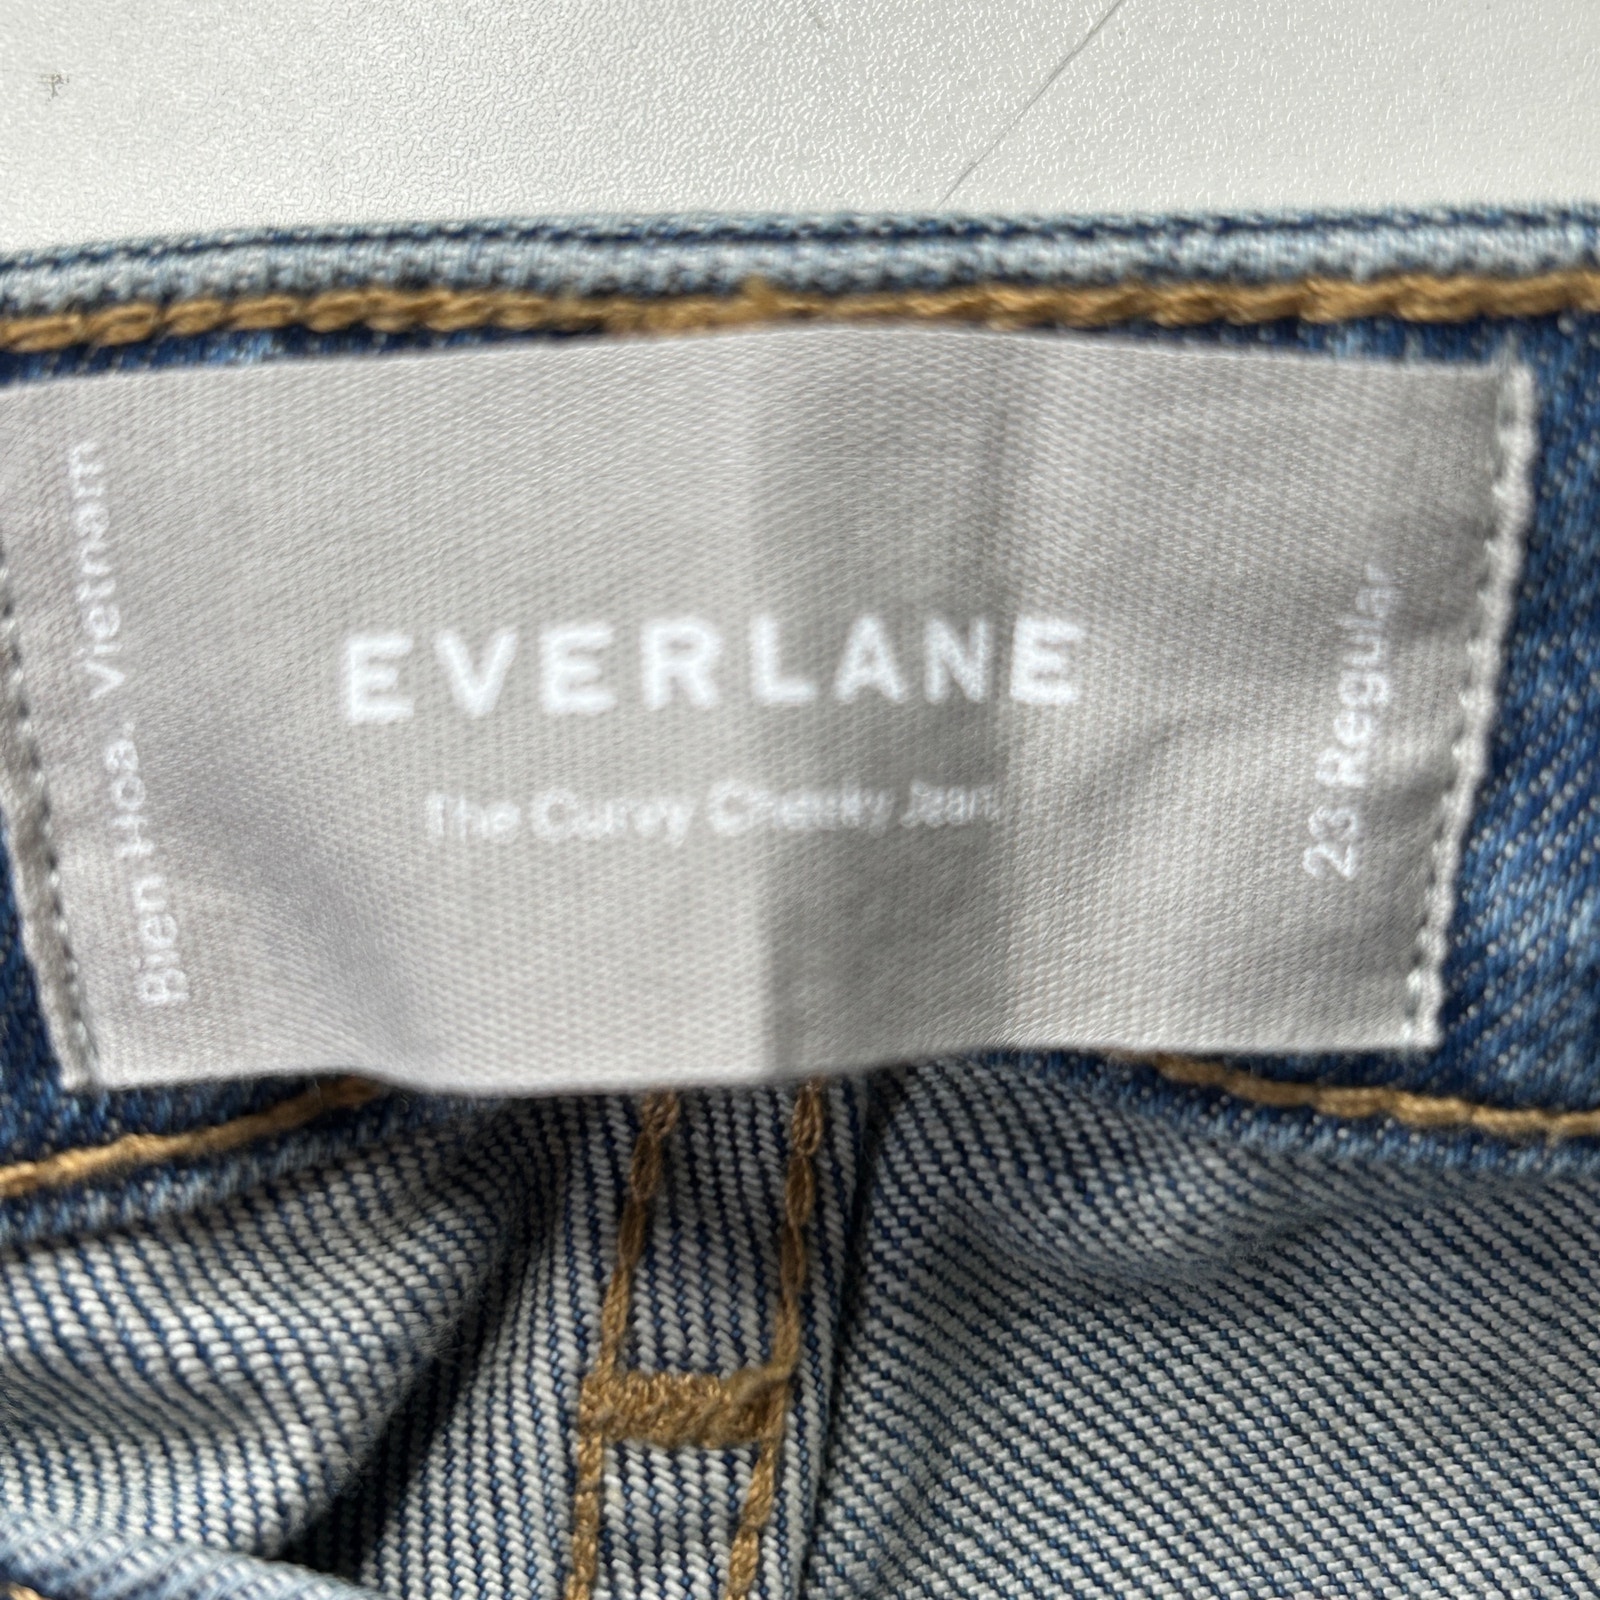 EVERLANE
The Curvy Cheeky Jean
Bien Hoa, Vietnam
23 Regular